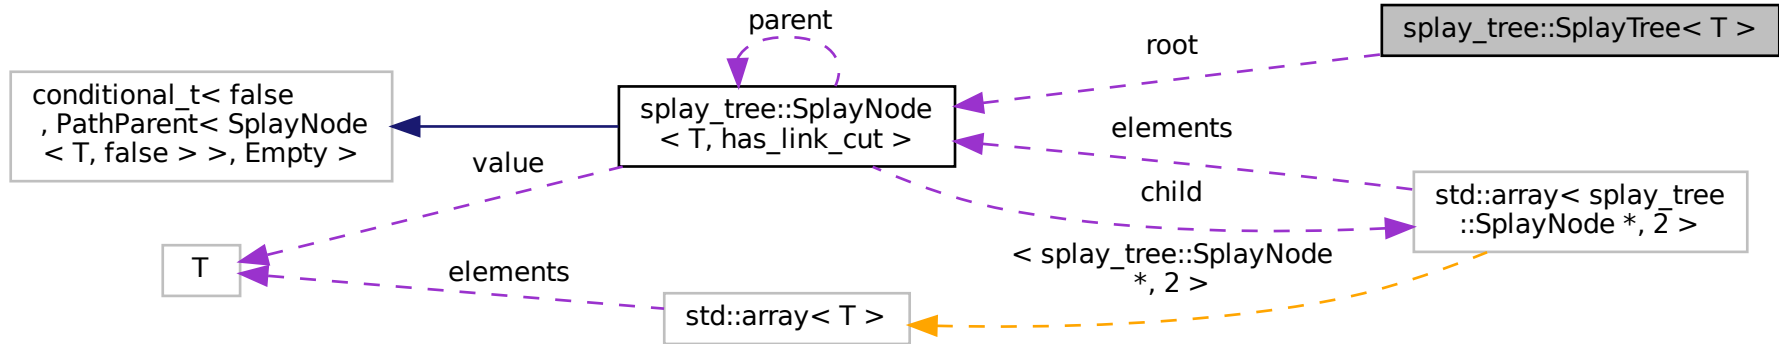 parent
splay_tree::SplayTree< T >
root
conditional_t< false
, PathParent< SplayNode
< T, false > >, Empty >
splay_tree::SplayNode
< T, has_link_cut >
elements
value
child
std::array< splay_tree
::SplayNode *, 2 >
< splay_tree::SplayNode
*, 2 >
T
elements
std::array< T >